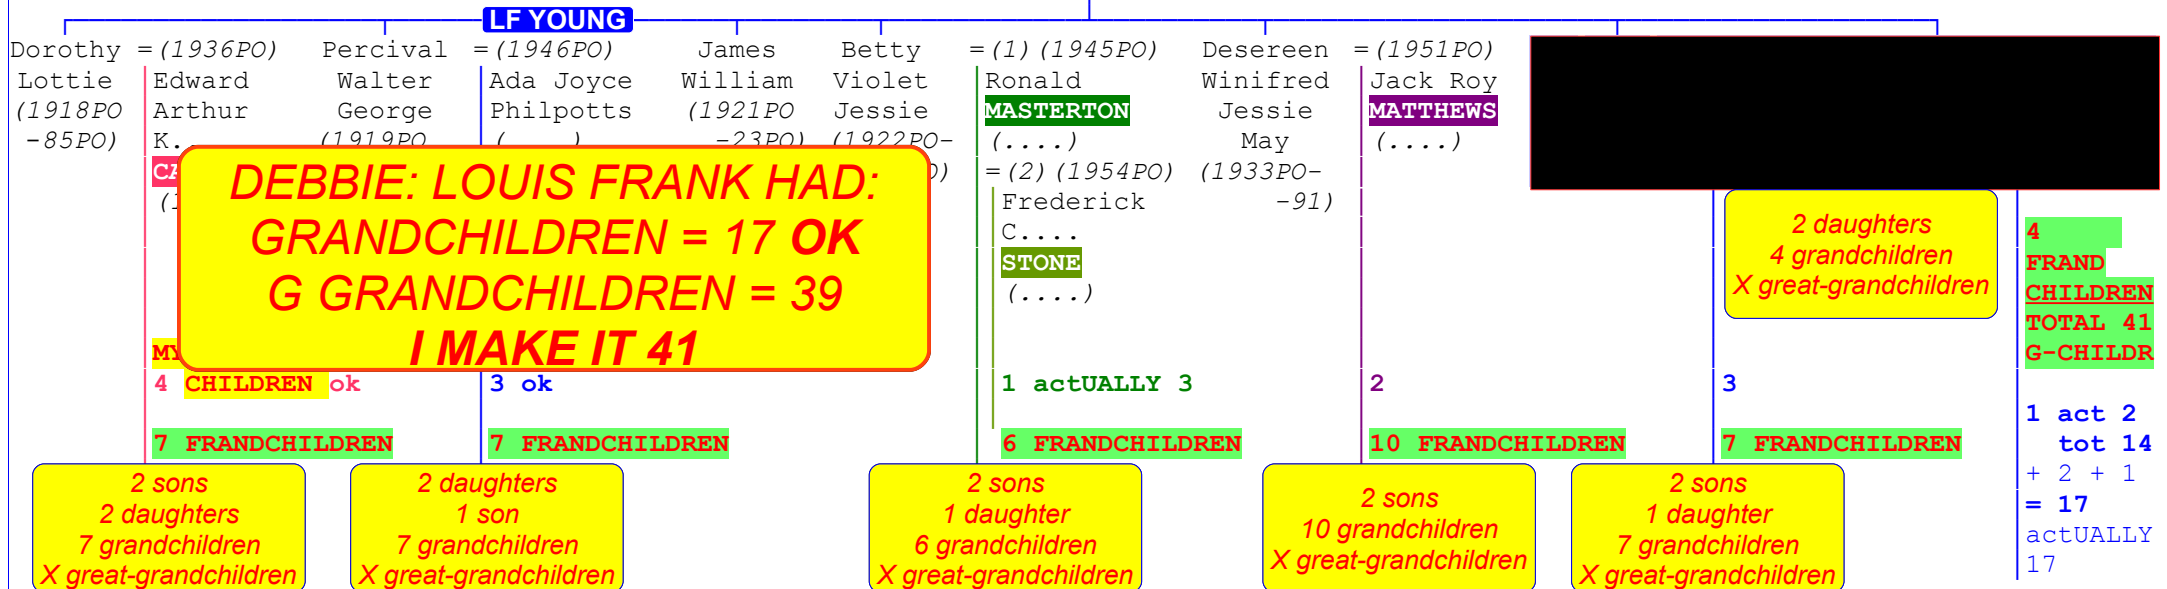 LF YOUNG
Dorothy
Lottie
(1918PO
-85PO)
=(1936PO)
Edward
Arthur
K.
Percival
Walter
George
(1919PO
=(1946PO)
Ada Joyce
Philpotts
(....)
James
William
(1921PO
-23PO)
Betty
Violet
Jessie
(1922PO-
=(1)(1945PO)
Ronald
MASTERTON
(....)
=(2)(1954PO)
Frederick
C....
STONE
(....)
Desereen
Winifred
Jessie
May
(1933PO-
-91)
=(1951PO)
Jack Roy
MATTHEWS
(....)
DEBBIE: LOUIS FRANK HAD:
GRANDCHILDREN = 17 OK
G GRANDCHILDREN = 39
I MAKE IT 41
2 daughters
4 grandchildren
X great-grandchildren
4
FRAND
CHILDREN
TOTAL 41
G-CHILDR
MY
4 CHILDREN ok
3 ok
1 actUALLY 3
2
3
1 act 2
tot 14
+ 2 + 1
= 17
actUALLY
17
7 FRANDCHILDREN
7 FRANDCHILDREN
6 FRANDCHILDREN
10 FRANDCHILDREN
7 FRANDCHILDREN
2 sons
2 daughters
7 grandchildren
X great-grandchildren
2 daughters
1 son
7 grandchildren
X great-grandchildren
2 sons
1 daughter
6 grandchildren
X great-grandchildren
2 sons
10 grandchildren
X great-grandchildren
2 sons
1 daughter
7 grandchildren
X great-grandchildren